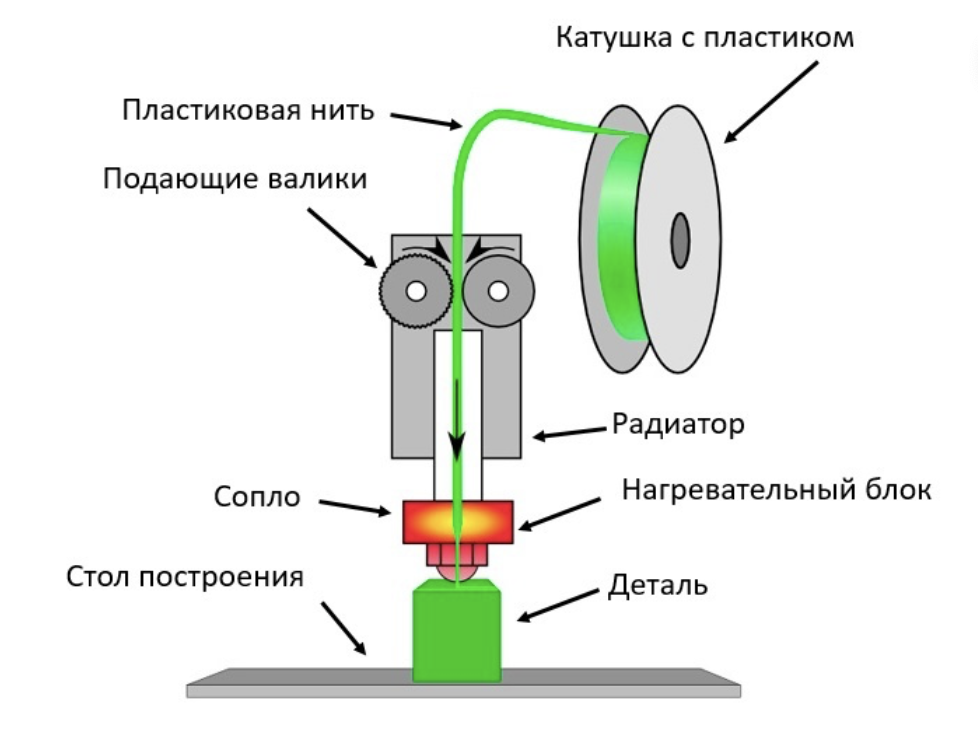 Катушка с пластиком
Пластиковая нить
Подающие валики
Радиатор
Нагревательный блок
Сопло
Стол построения
Деталь